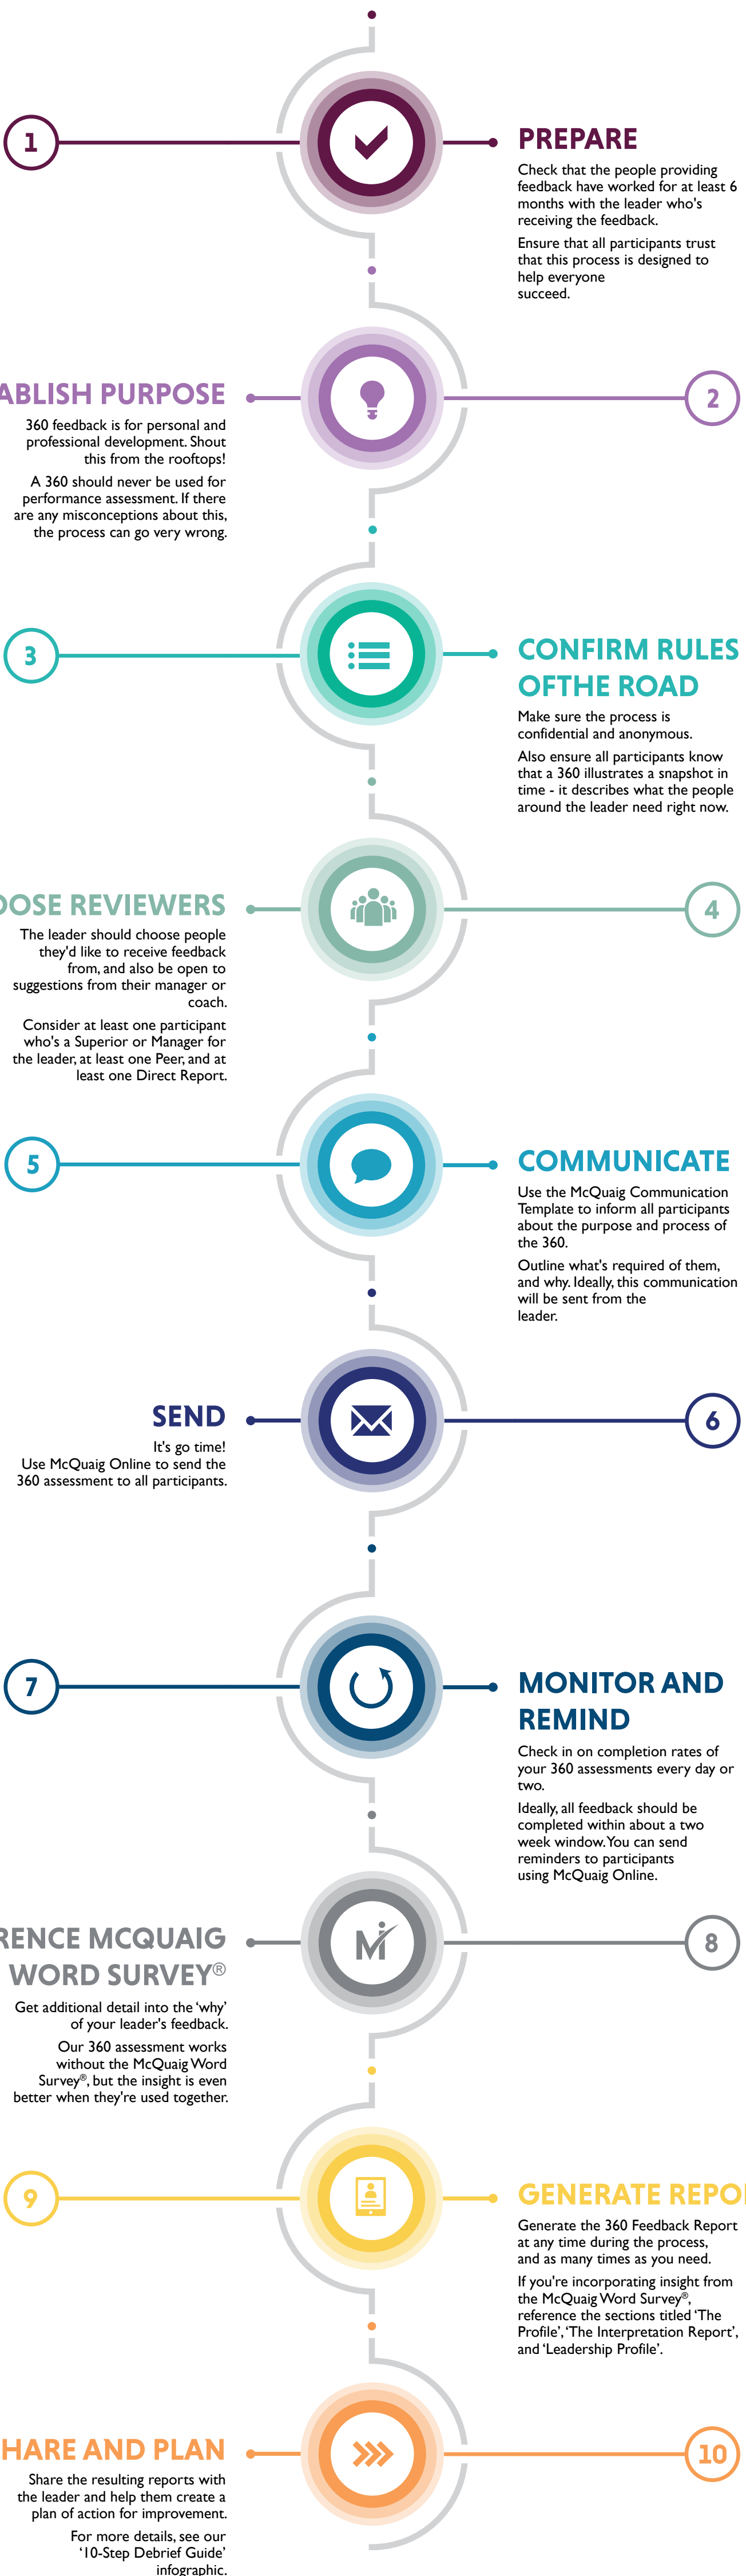 1
PREPARE
Check that the people providing
feedback have worked for at least 6
months with the leader who's
receiving the feedback.
Ensure that all participants trust
that this process is designed to
help everyone
succeed.
ABLISH PURPOSE
2
360 feedback is for personal and
professional development. Shout
this from the rooftops!
A 360 should never be used for
performance assessment. If there
are any misconceptions about this,
the process can go very wrong.
3
CONFIRM RULES
OFTHE ROAD
Make sure the process is
confidential and anonymous.
Also ensure all participants know
that a 360 illustrates a snapshot in
time - it describes what the people
around the leader need right now.
OOSE REVIEWERS
4
The leader should choose people
they'd like to receive feedback
from, and also be open to
suggestions from their manager or
coach.
Consider at least one participant
who's a Superior or Manager for
the leader, at least one Peer, and at
least one Direct Report.
5
COMMUNICATE
Use the McQuaig Communication
Template to inform all participants
about the purpose and process of
the 360.
Outline what's required of them,
and why. Ideally, this communication
will be sent from the
leader.
SEND
6
It's go time!
Use McQuaig Online to send the
360 assessment to all participants.
7
MONITOR AND
REMIND
Check in on completion rates of
your 360 assessments every day or
two.
Ideally, all feedback should be
completed within about a two
week window. You can send
reminders to participants
using McQuaig Online.
RENCE MCQUAIG
WORD SURVEY®
8
Get additional detail into the ‘why’
of your leader's feedback.
Our 360 assessment works
without the McQuaig Word
Survey®, but the insight is even
better when they're used together.
9
GENERATE REPO
Generate the 360 Feedback Report
at any time during the process,
and as many times as you need.
If you're incorporating insight from
the McQuaig Word Survey®,
reference the sections titled ‘The
Profile’, ‘The Interpretation Report’,
and ‘Leadership Profile’.
HARE AND PLAN
10
Share the resulting reports with
the leader and help them create a
plan of action for improvement.
For more details, see our
‘10-Step Debrief Guide’
infographic.